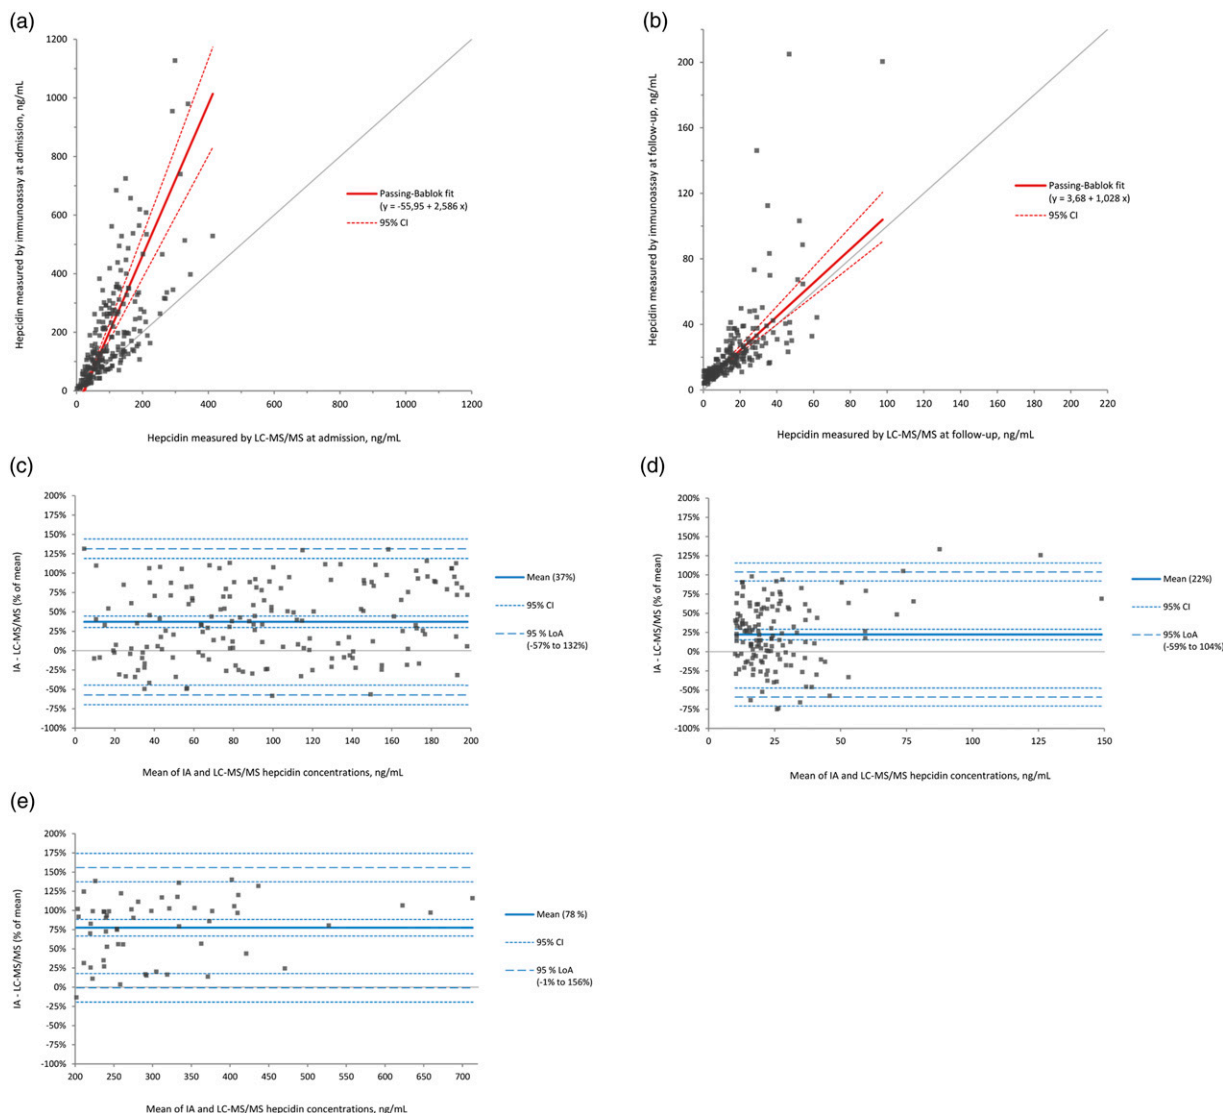 (a)
1200
1000
800
600
400
200
0
Hepcidin measured by immunoassay at admission, ng/mL
Passing-Bablok fit
(y = -55,95 + 2,586 x)
95% CI
0 200 400 600 800 1000 1200
Hepcidin measured by LC-MS/MS at admission, ng/mL
(b)
200
160
120
80
40
0
Hepcidin measured by immunoassay at follow-up, ng/mL
Passing-Bablok fit
(y = 3,68 + 1,028 x)
95% CI
0 20 40 60 80 100 120 140 160 180 200 220
Hepcidin measured by LC-MS/MS at follow-up, ng/mL
(c)
200%
175%
150%
125%
100%
75%
50%
25%
0%
-25%
-50%
-75%
-100%
IA - LC-MS/MS (% of mean)
Mean (37%)
95% CI
95 % LoA
(-57% to 132%)
0 20 40 60 80 100 120 140 160 180 200
Mean of IA and LC-MS/MS hepcidin concentrations, ng/mL
(d)
200%
175%
150%
125%
100%
75%
50%
25%
0%
-25%
-50%
-75%
-100%
IA - LC-MS/MS (% of mean)
Mean (22%)
95% CI
95% LoA
(-59% to 104%)
0 25 50 75 100 125 150
Mean of IA and LC-MS/MS hepcidin concentrations, ng/mL
(e)
200%
175%
150%
125%
100%
75%
50%
25%
0%
25%
50%
75%
-100%
IA - LC-MS/MS (% of mean)
Mean (78 %)
95% CI
95 % LoA
(-1% to 156%)
200 250 300 350 400 450 500 550 600 650 700
Mean of IA and LC-MS/MS hepcidin concentrations, ng/mL